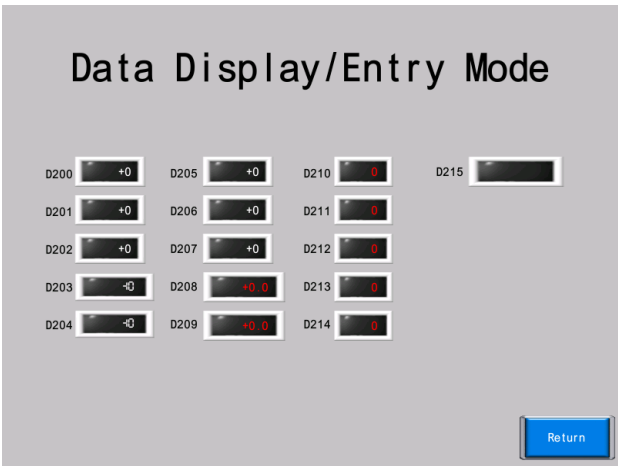 Data Display/Entry Mode
D200 +0 D205 +0 D210 0 D215
D201 +0 D206 +0 D211 0
D202 +0 D207 +0 D212 0
D203 D208 +0.0 D213 0
D204 D209 +0.0 D214 0
Return